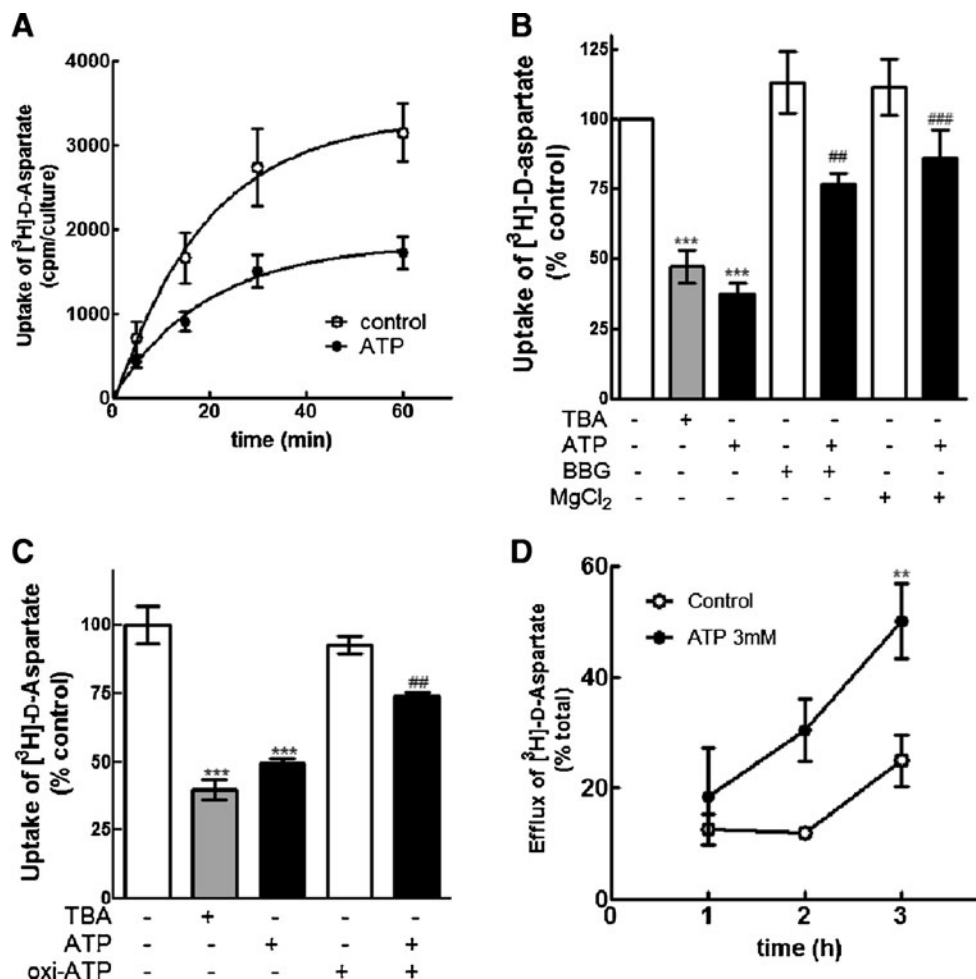 A
Uptake of [³H]-D-Aspartate
(cpm/culture)
4000
3000
2000
1000
0
0 20 40 60
time (min)
control
ATP
B
Uptake of [³H]-D-aspartate
(% control)
125
100
75
50
25
0
***
***
##
###
TBA - + - - - - -
ATP - - + - + - +
BBG - - - + + - -
MgCl₂ - - - - - + +
C
Uptake of [³H]-D-Aspartate
(% control)
100
75
50
25
0
***
***
##
TBA - + - - -
ATP - - + - +
oxi-ATP - - - + +
D
Efflux of [³H]-D-Aspartate
(% total)
60
40
20
0
Control
ATP 3mM
**
0 1 2 3
time (h)